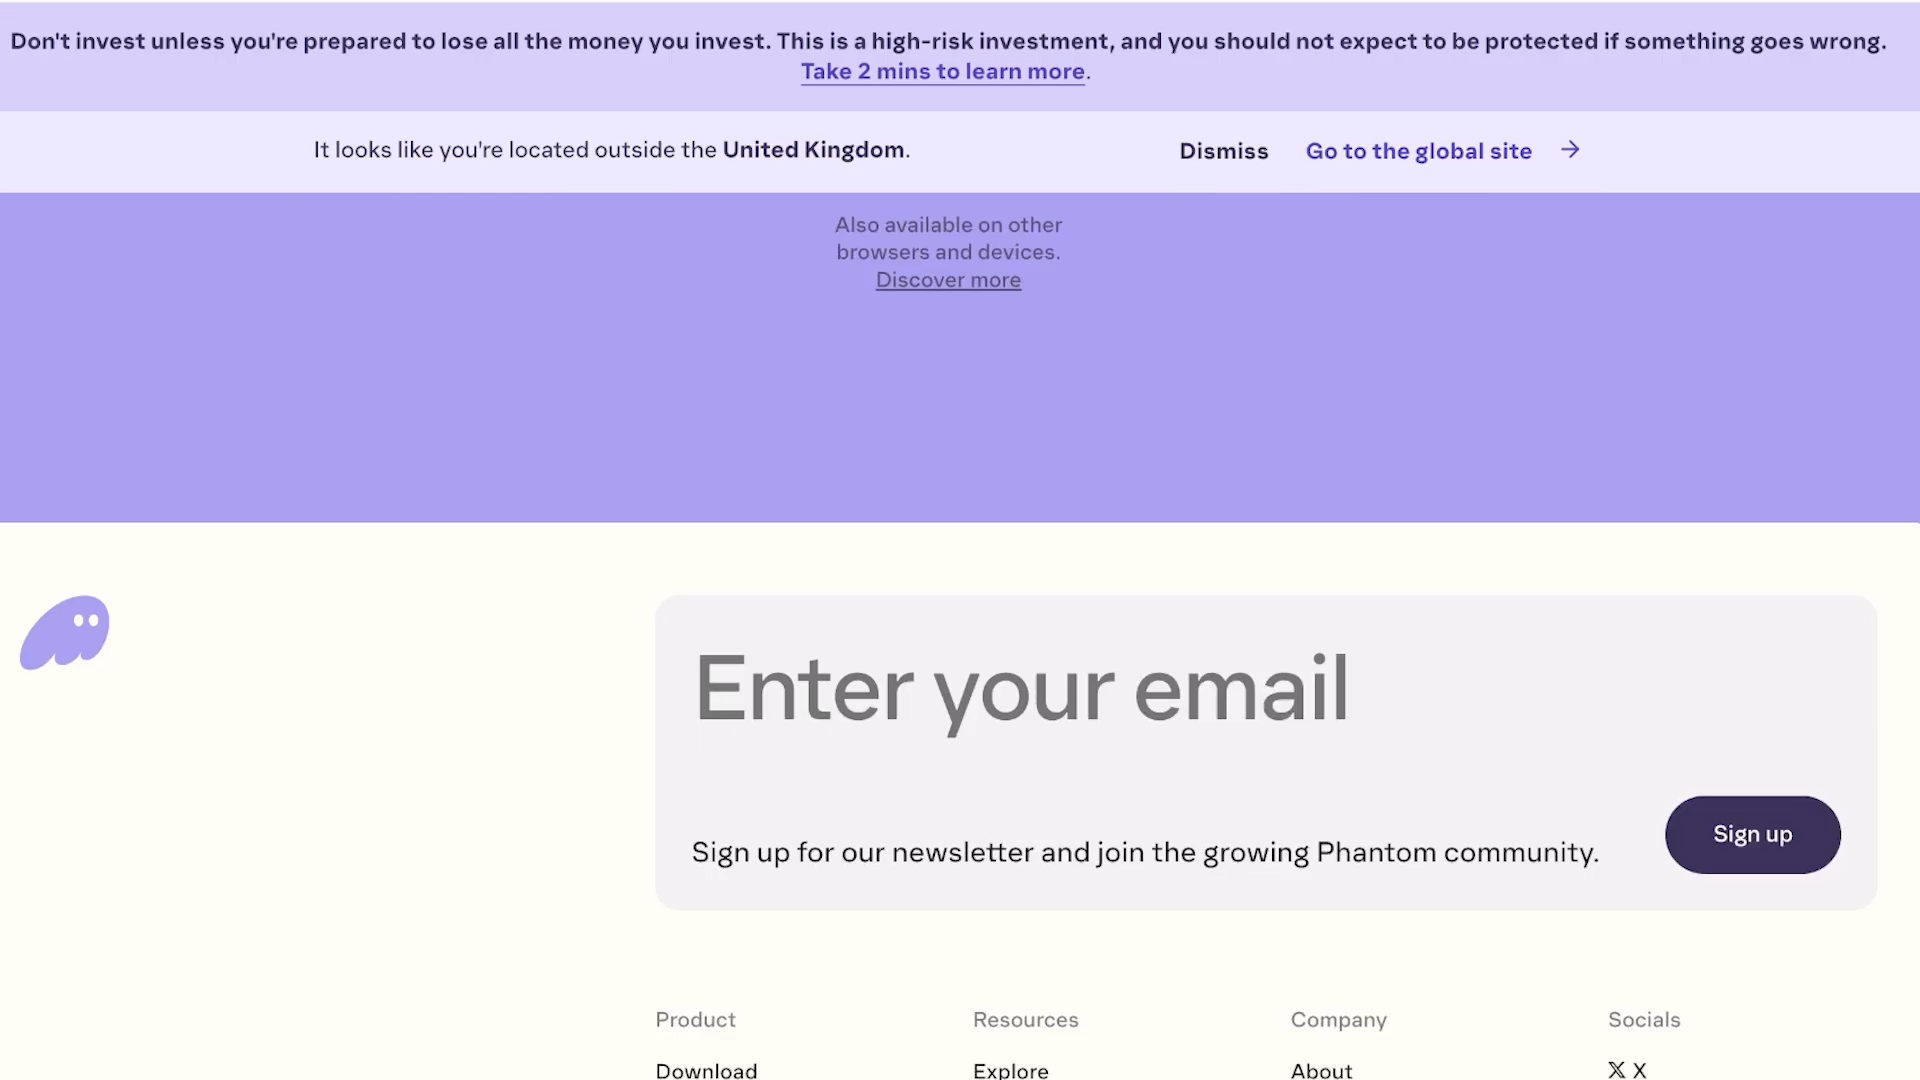 Don't invest unless you're prepared to lose all the money you invest. This is a high-risk investment, and you should not expect to be protected if something goes wrong.
Take 2 mins to learn more.
It looks like you're located outside the United Kingdom.
Dismiss
Go to the global site →
Also available on other
browsers and devices.
Discover more
Enter your email
Sign up for our newsletter and join the growing Phantom community.
Sign up
Product
Resources
Company
Socials
Download
Explore
About
𝕏 X